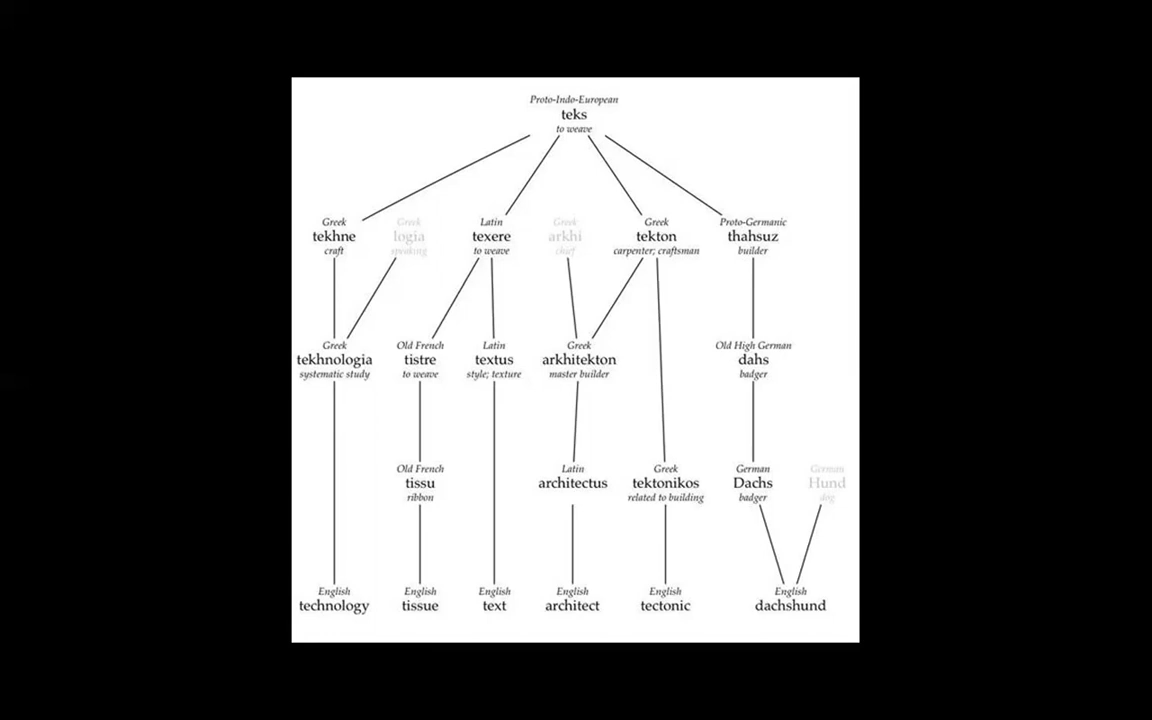 Proto-Indo-European
teks
to weave
Greek Greek Latin Greek Greek Proto-Germanic
tekhne logia texere arkhi tekton thahsuz
craft speaking to weave chief carpenter; craftsman builder
Greek Old French Latin Greek Old High German
tekhnologia tistre textus arkhitekton dahs
systematic study to weave style; texture master builder badger
Old French Latin Greek German German
tissu architectus tektonikos Dachs Hund
ribbon related to building badger dog
English English English English English English
technology tissue text architect tectonic dachshund